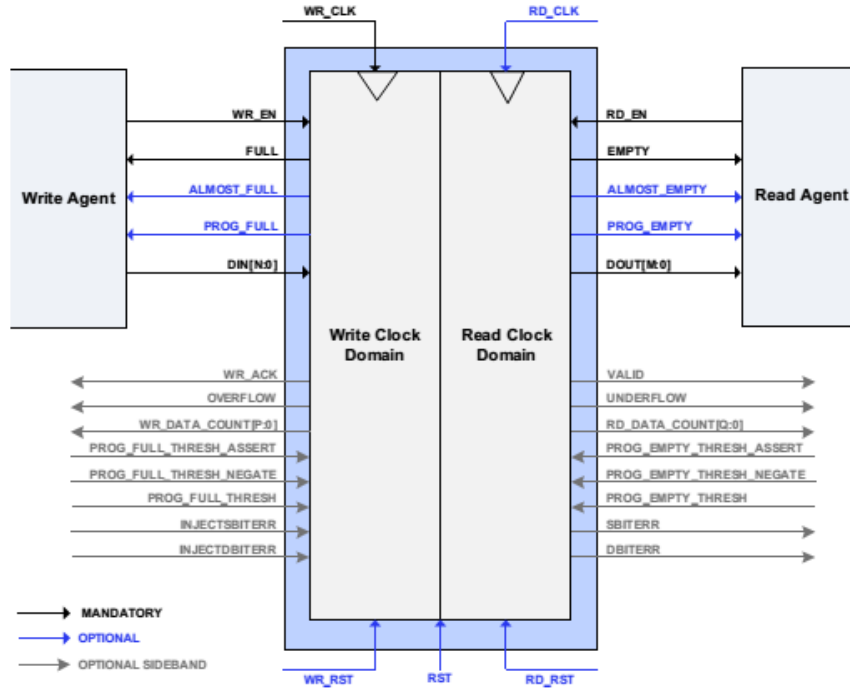 WR_CLK
RD_CLK
WR_EN
RD_EN
FULL
EMPTY
ALMOST_FULL
ALMOST_EMPTY
Write Agent
Read Agent
PROG_FULL
PROG_EMPTY
DIN[N:0]
DOUT[M:0]
Write Clock
Domain
Read Clock
Domain
WR_ACK
VALID
OVERFLOW
UNDERFLOW
WR_DATA_COUNT[P:0]
RD_DATA_COUNT[Q:0]
PROG_FULL_THRESH_ASSERT
PROG_EMPTY_THRESH_ASSERT
PROG_FULL_THRESH_NEGATE
PROG_EMPTY_THRESH_NEGATE
PROG_FULL_THRESH
PROG_EMPTY_THRESH
INJECTSBITERR
SBITERR
INJECTDBITERR
DBITERR
MANDATORY
OPTIONAL
OPTIONAL SIDEBAND
WR_RST
RST
RD_RST